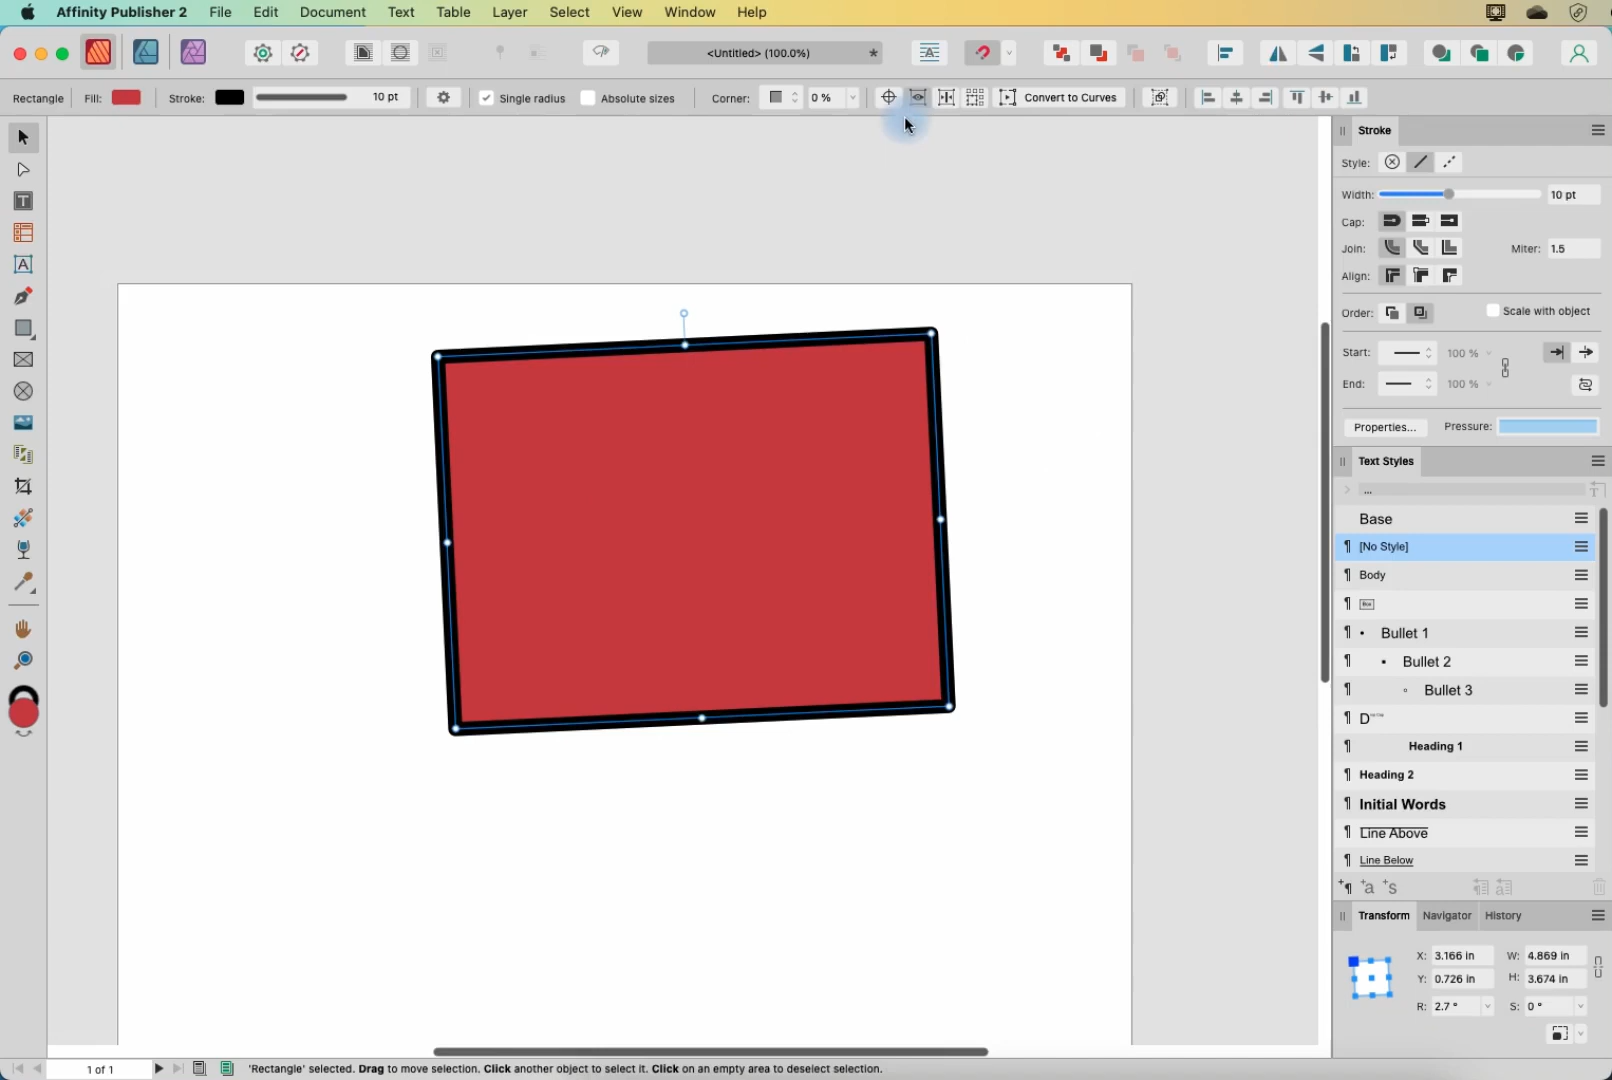 Affinity Publisher 2 File Edit Document Text Table Layer Select View Window Help
<Untitled> (100.0%) *
Rectangle Fill: Stroke: 10 pt Single radius Absolute sizes Corner: 0 % Convert to Curves
Stroke
Style:
Width: 10 pt
Cap:
Join: Miter: 1.5
Align:
Order: Scale with object
Start: 100 %
End: 100 %
Properties... Pressure:
Text Styles
...
Base
[No Style]
Body
Bullet 1
Bullet 2
Bullet 3
Heading 1
Heading 2
Initial Words
Line Above
Line Below
Transform Navigator History
X: 3.166 in W: 4.869 in
Y: 0.726 in H: 3.674 in
R: 2.7 ° S: 0 °
1 of 1 'Rectangle' selected. Drag to move selection. Click another object to select it. Click on an empty area to deselect selection.